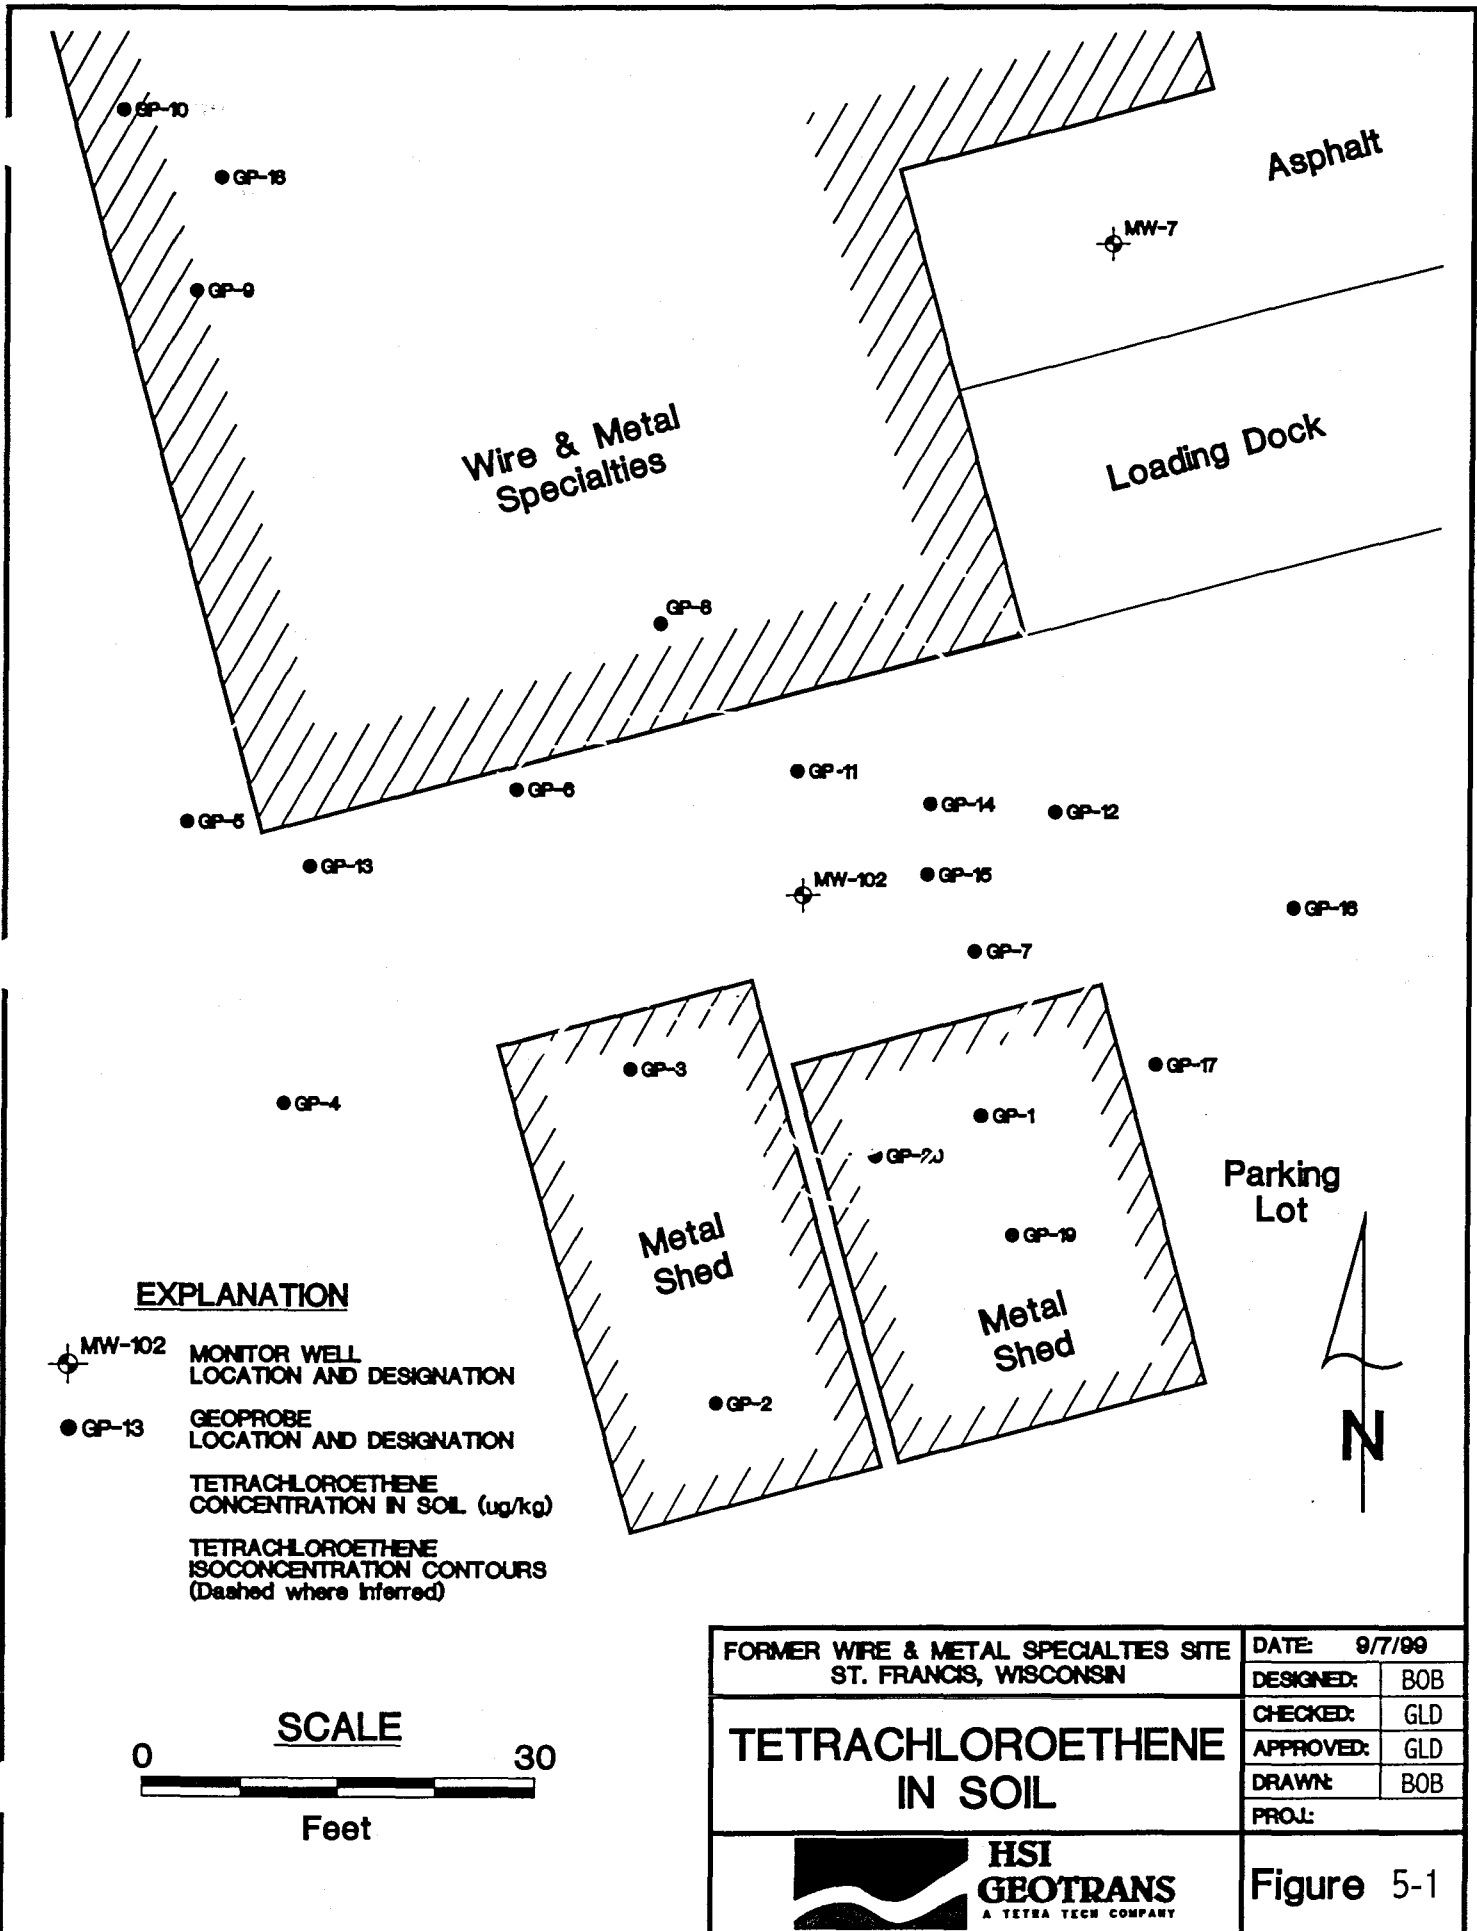 GP-10
GP-18
GP-9
Asphalt
MW-7
Wire & Metal
Specialties
Loading Dock
GP-8
GP-6
GP-11
GP-14
GP-12
GP-5
GP-13
MW-102
GP-15
GP-16
GP-7
GP-3
GP-17
GP-4
GP-1
GP-20
Parking
Lot
Metal
Shed
GP-19
Metal
Shed
GP-2
N
EXPLANATION
MW-102
MONITOR WELL
LOCATION AND DESIGNATION
GP-13
GEOPROBE
LOCATION AND DESIGNATION
TETRACHLOROETHENE
CONCENTRATION IN SOIL (ug/kg)
TETRACHLOROETHENE
ISOCONCENTRATION CONTOURS
(Dashed where Inferred)
SCALE
0 30
Feet
FORMER WIRE & METAL SPECIALTIES SITE
ST. FRANCIS, WISCONSIN
TETRACHLOROETHENE
IN SOIL
DATE: 9/7/99
DESIGNED: BOB
CHECKED: GLD
APPROVED: GLD
DRAWN: BOB
PROJ.:
HSI
GEOTRANS
A TETRA TECH COMPANY
Figure 5-1